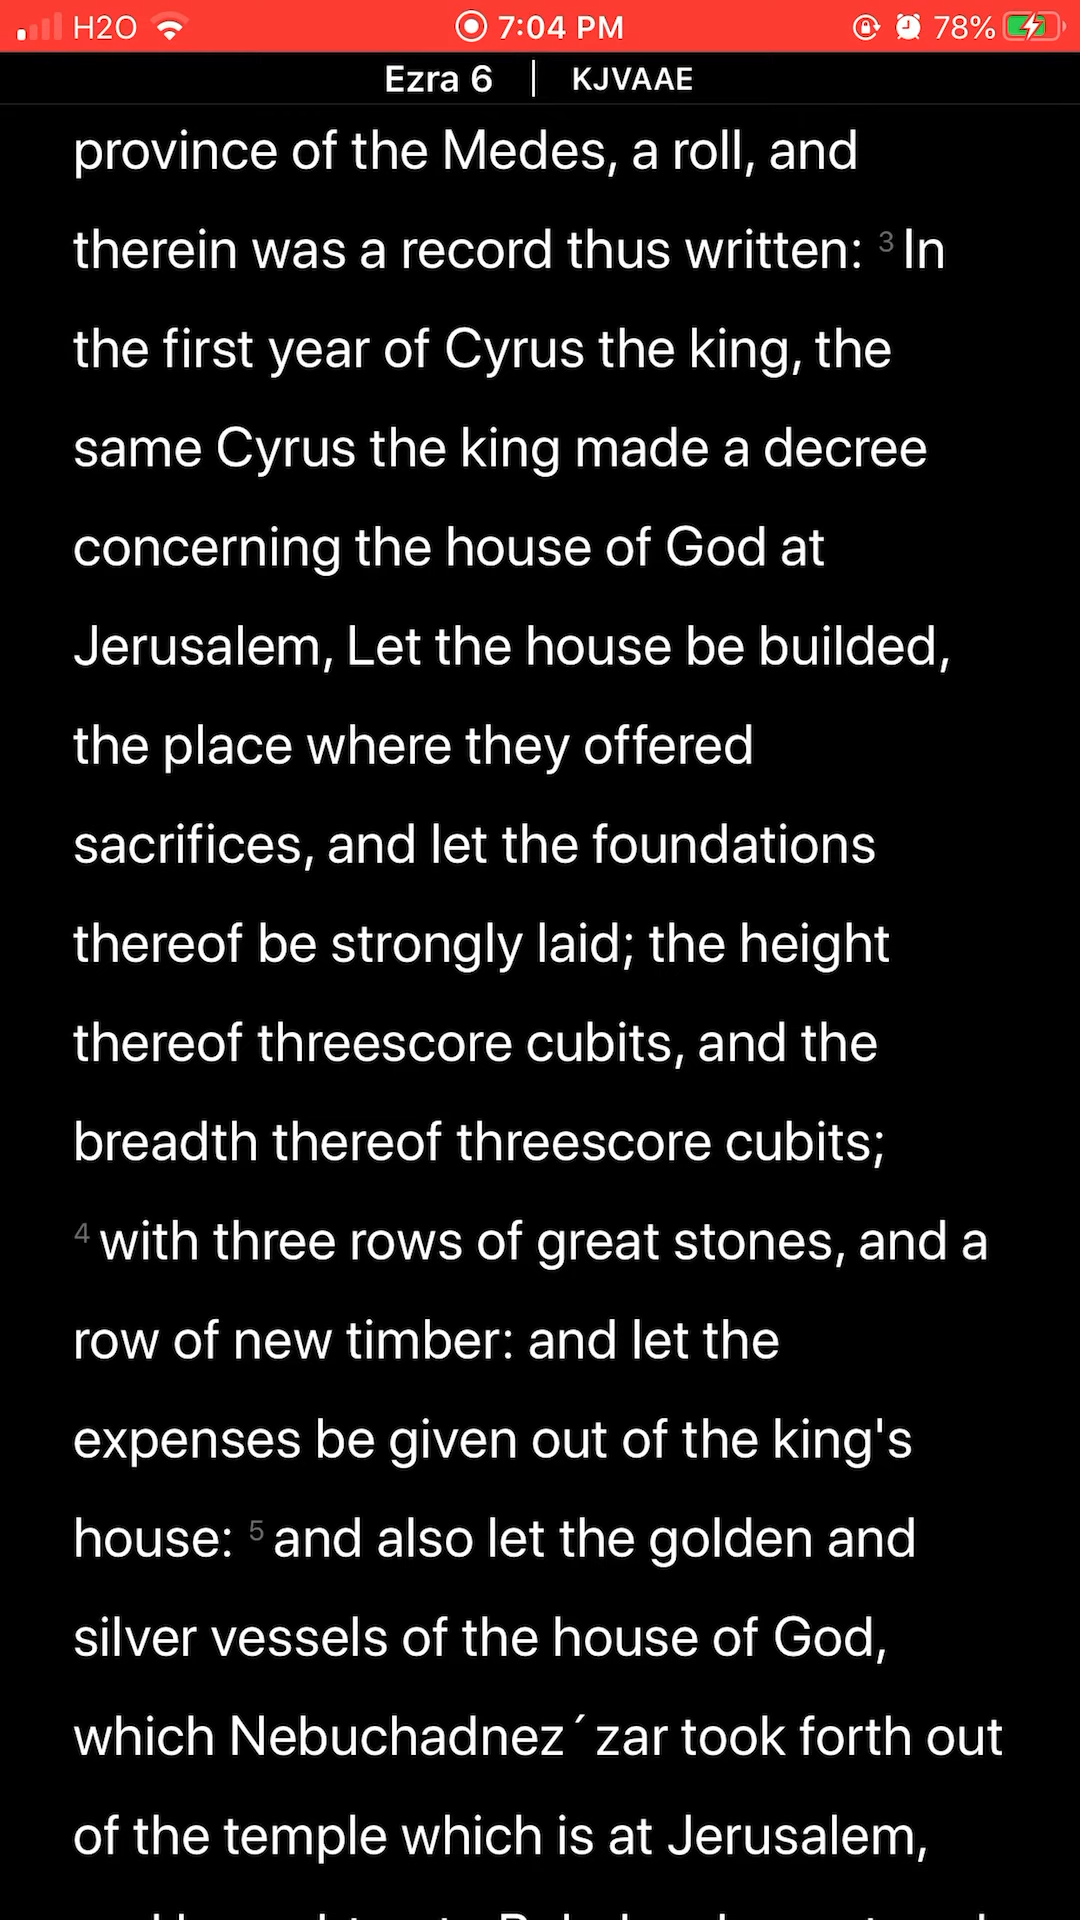 H2O 7:04 PM 78%
Ezra 6 | KJVAAE
province of the Medes, a roll, and
therein was a record thus written: 3 In
the first year of Cyrus the king, the
same Cyrus the king made a decree
concerning the house of God at
Jerusalem, Let the house be builded,
the place where they offered
sacrifices, and let the foundations
thereof be strongly laid; the height
thereof threescore cubits, and the
breadth thereof threescore cubits;
4 with three rows of great stones, and a
row of new timber: and let the
expenses be given out of the king's
house: 5 and also let the golden and
silver vessels of the house of God,
which Nebuchadnez´zar took forth out
of the temple which is at Jerusalem,